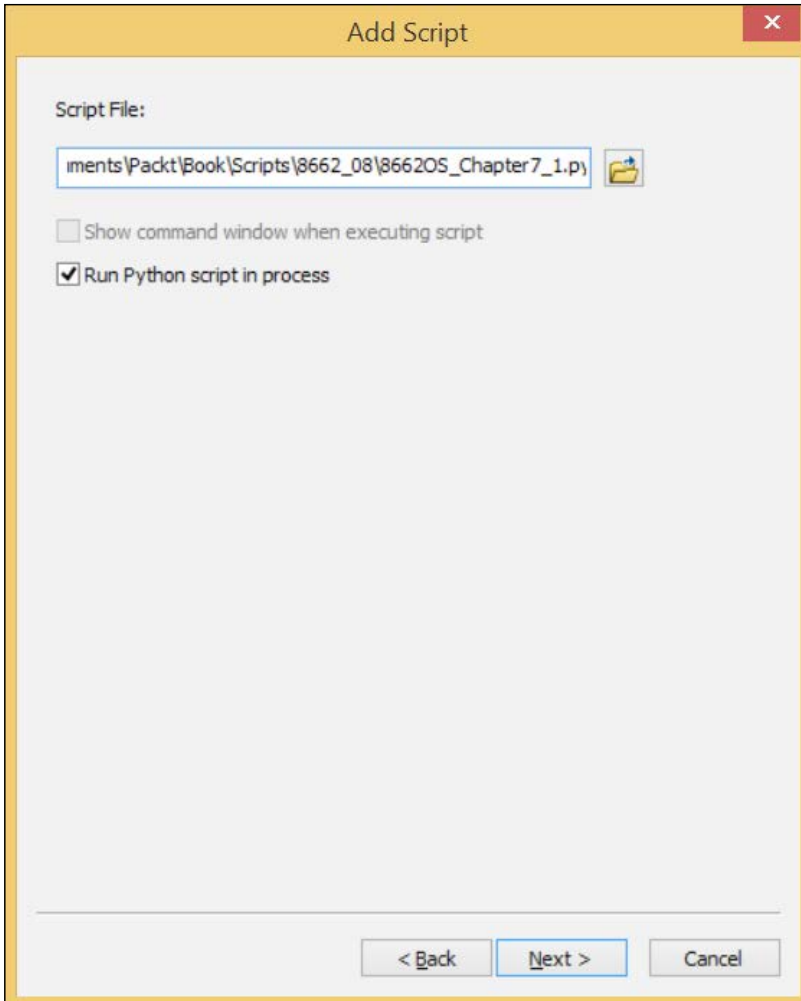 Add Script
Script File:
ıments\Packt\Book\Scripts\8662_08\8662OS_Chapter7_1.py
Show command window when executing script
Run Python script in process
< Back
Next >
Cancel